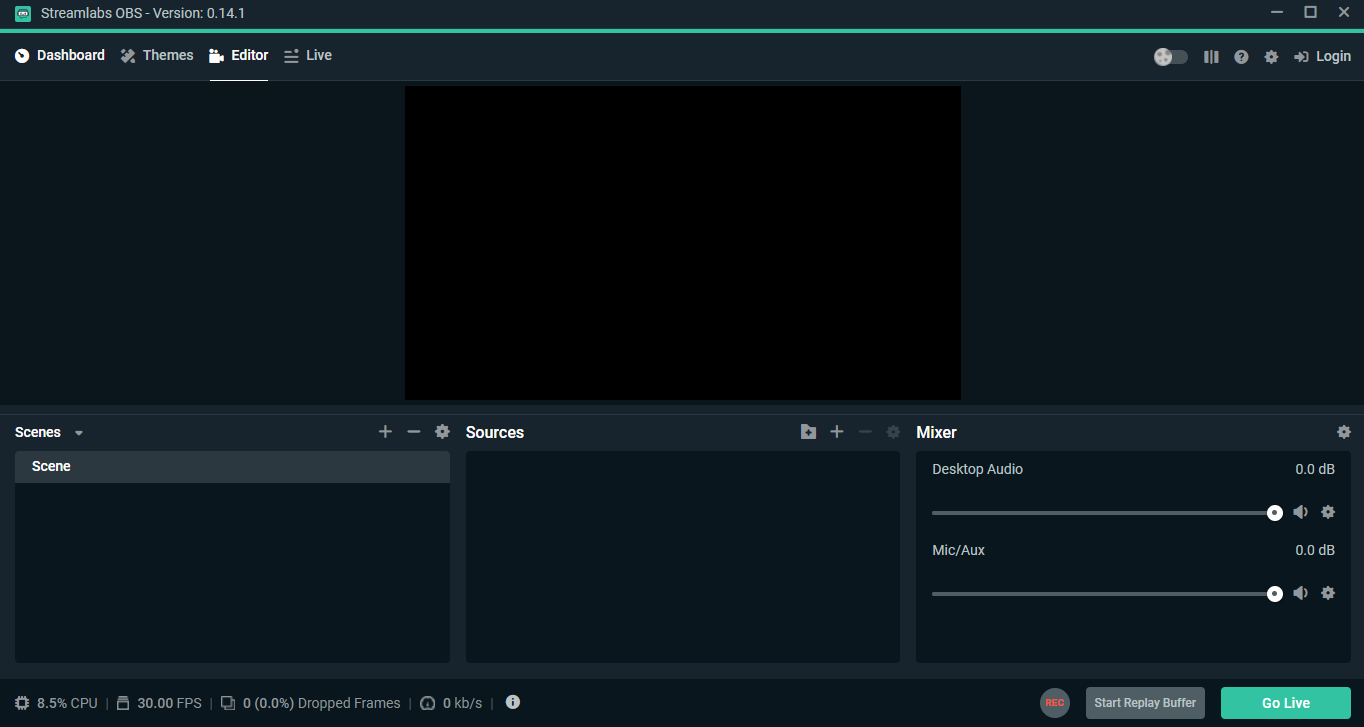 Streamlabs OBS - Version: 0.14.1
Dashboard Themes Editor Live Login
Scenes Sources Mixer
Scene
Desktop Audio 0.0 dB
Mic/Aux 0.0 dB
8.5% CPU | 30.00 FPS | 0 (0.0%) Dropped Frames | 0 kb/s |
REC Start Replay Buffer Go Live